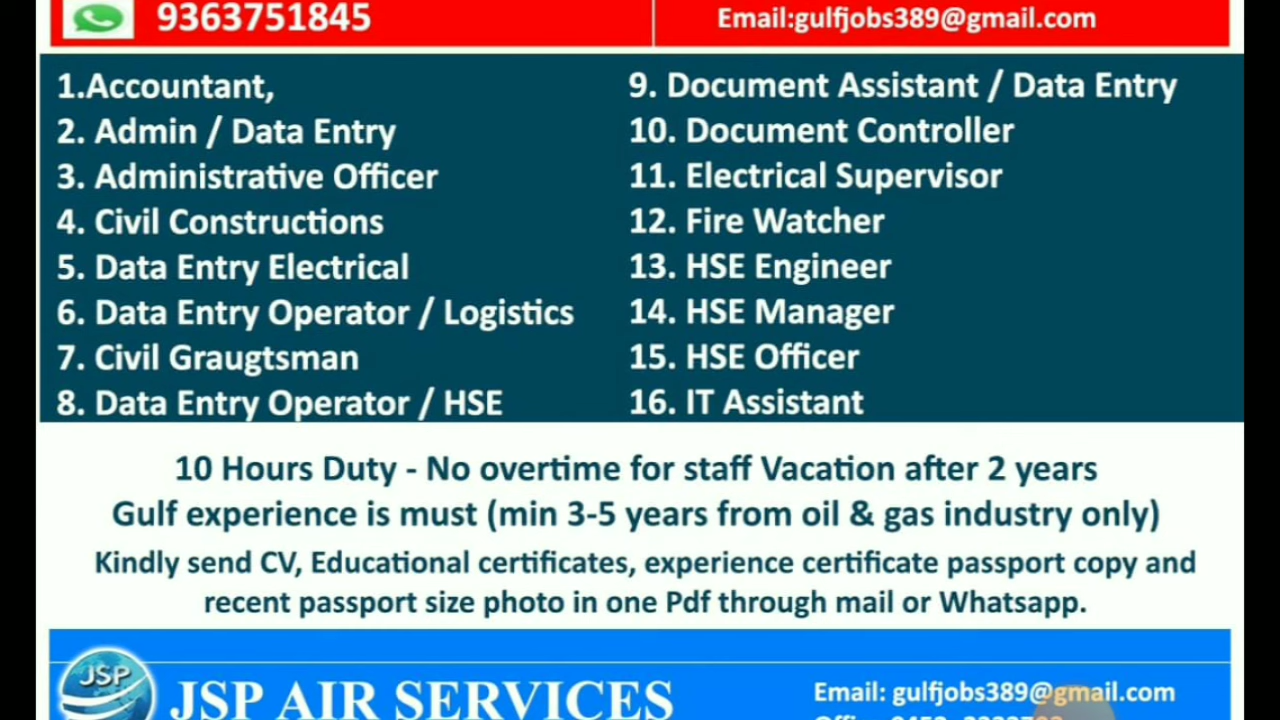 9363751845
Email:gulfjobs389@gmail.com
1.Accountant,
2. Admin / Data Entry
3. Administrative Officer
4. Civil Constructions
5. Data Entry Electrical
6. Data Entry Operator / Logistics
7. Civil Graugtsman
8. Data Entry Operator / HSE
9. Document Assistant / Data Entry
10. Document Controller
11. Electrical Supervisor
12. Fire Watcher
13. HSE Engineer
14. HSE Manager
15. HSE Officer
16. IT Assistant
10 Hours Duty - No overtime for staff Vacation after 2 years
Gulf experience is must (min 3-5 years from oil & gas industry only)
Kindly send CV, Educational certificates, experience certificate passport copy and
recent passport size photo in one Pdf through mail or Whatsapp.
JSP
JSP AIR SERVICES
Email: gulfjobs389@gmail.com